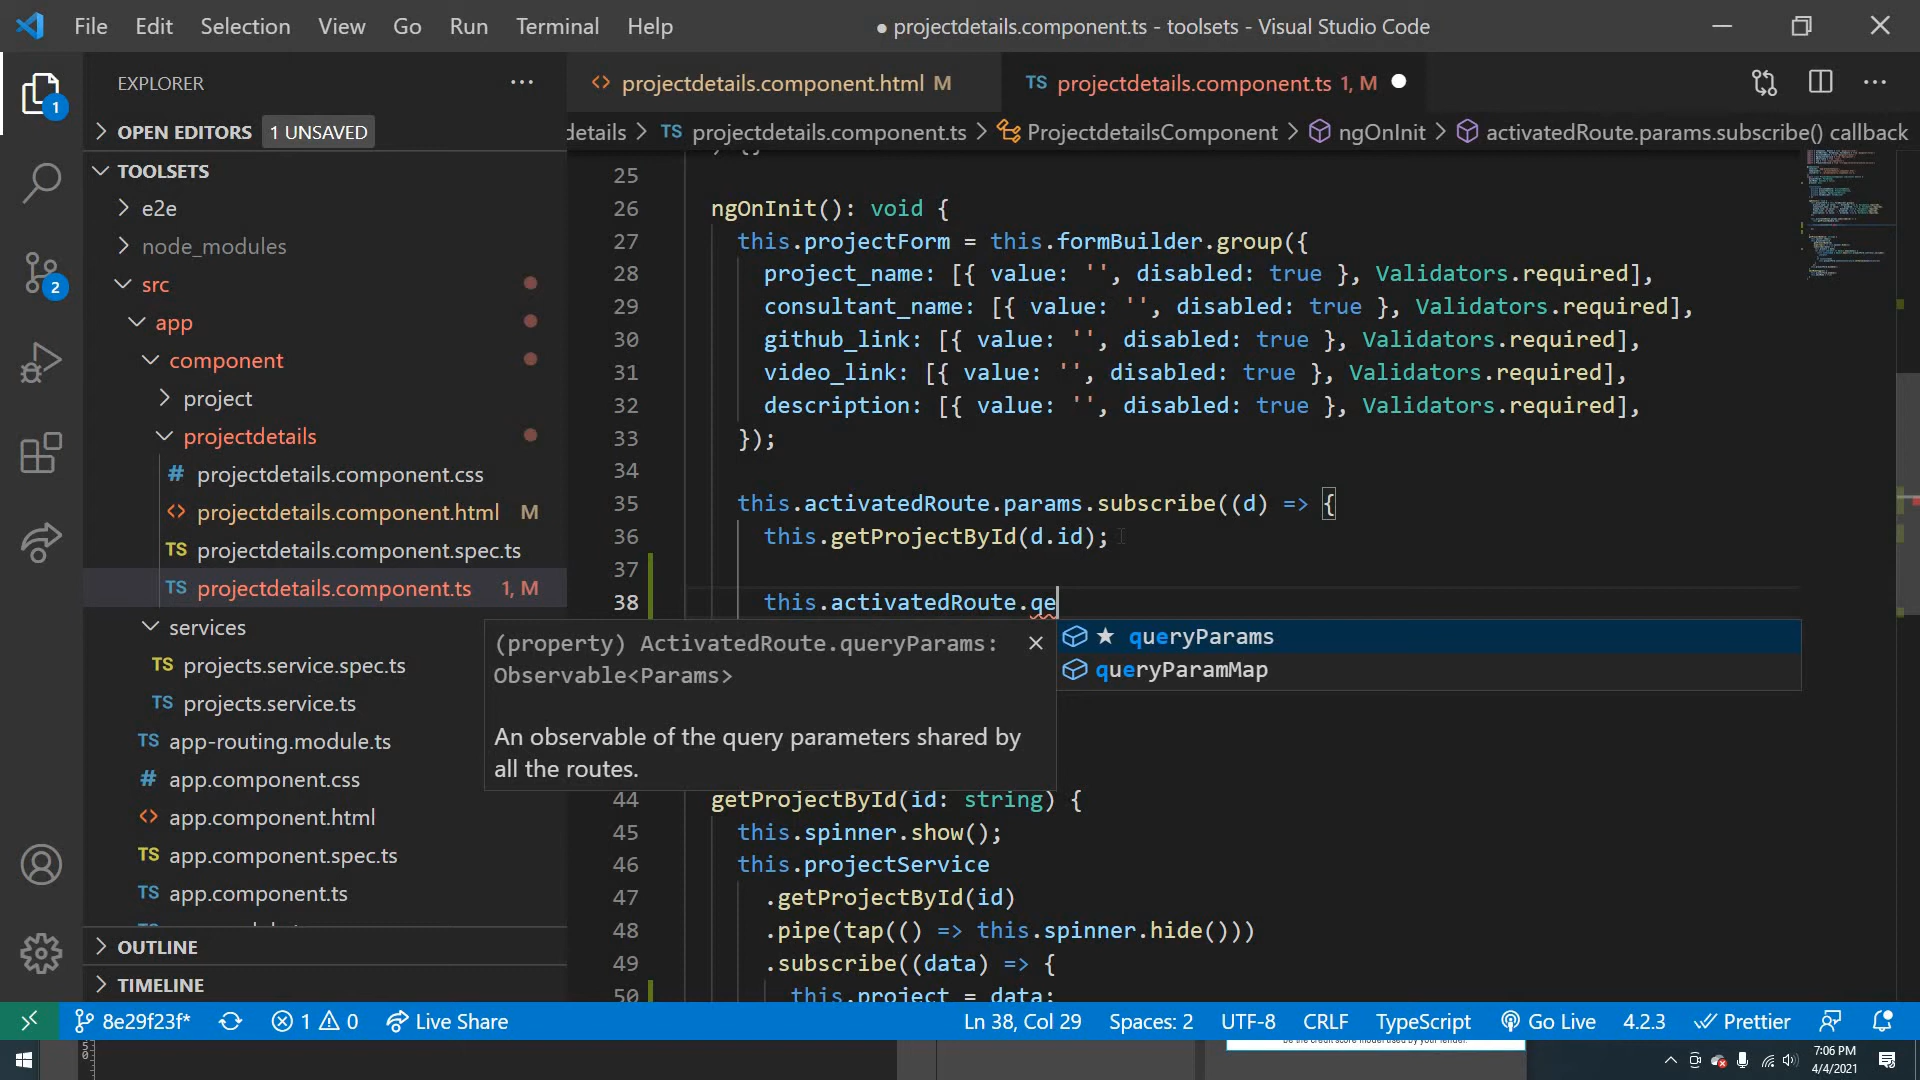 File Edit Selection View Go Run Terminal Help
● projectdetails.component.ts - toolsets - Visual Studio Code
EXPLORER
OPEN EDITORS 1 UNSAVED
TOOLSETS
e2e
node_modules
src
app
component
project
projectdetails
# projectdetails.component.css
<> projectdetails.component.html M
TS projectdetails.component.spec.ts
TS projectdetails.component.ts 1, M
services
TS projects.service.spec.ts
TS projects.service.ts
TS app-routing.module.ts
# app.component.css
<> app.component.html
TS app.component.spec.ts
TS app.component.ts
OUTLINE
TIMELINE
1
2
<> projectdetails.component.html M
TS projectdetails.component.ts 1, M
details > TS projectdetails.component.ts > ProjectdetailsComponent > ngOnInit > activatedRoute.params.subscribe() callback
25
26 ngOnInit(): void {
27 this.projectForm = this.formBuilder.group({
28 project_name: [{ value: '', disabled: true }, Validators.required],
29 consultant_name: [{ value: '', disabled: true }, Validators.required],
30 github_link: [{ value: '', disabled: true }, Validators.required],
31 video_link: [{ value: '', disabled: true }, Validators.required],
32 description: [{ value: '', disabled: true }, Validators.required],
33 });
34
35 this.activatedRoute.params.subscribe((d) => {
36 this.getProjectById(d.id);
37
38 this.activatedRoute.qe
queryParams
queryParamMap
(property) ActivatedRoute.queryParams:
Observable<Params>
An observable of the query parameters shared by
all the routes.
44 getProjectById(id: string) {
45 this.spinner.show();
46 this.projectService
47 .getProjectById(id)
48 .pipe(tap(() => this.spinner.hide()))
49 .subscribe((data) => {
50 this.project = data;
8e29f23f* 1 0 Live Share Ln 38, Col 29 Spaces: 2 UTF-8 CRLF TypeScript Go Live 4.2.3 Prettier
be the credit score model used by your lender.
7:06 PM
4/4/2021